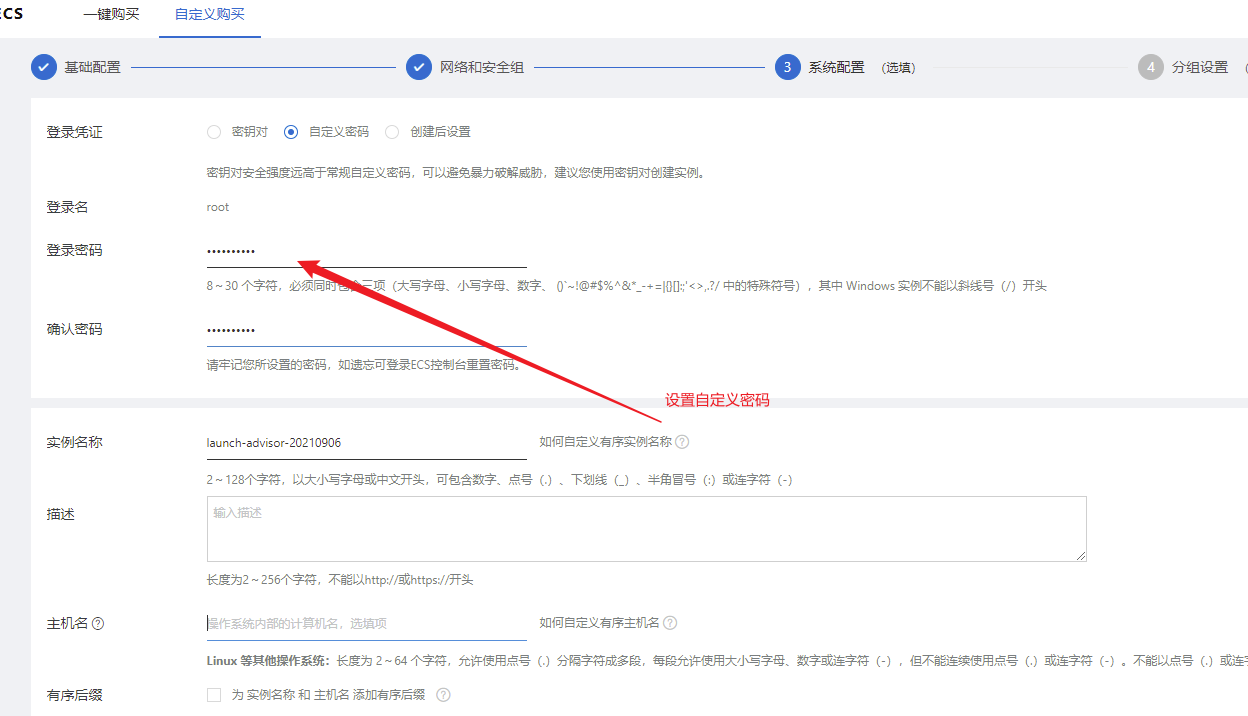 ECS 一键购买 自定义购买
基础配置 网络和安全组 3 系统配置 (选填) 4 分组设置 (
登录凭证 密钥对 自定义密码 创建后设置
密钥对安全强度远高于常规自定义密码，可以避免暴力破解威胁，建议您使用密钥对创建实例。
登录名 root
登录密码 ••••••••••
8～30 个字符，必须同时包含三项（大写字母、小写字母、数字、 ()`~!@#$%^&*_-+=|{}[]:;'<>,.?/ 中的特殊符号），其中 Windows 实例不能以斜线号（/）开头
确认密码 ••••••••••
请牢记您所设置的密码，如遗忘可登录ECS控制台重置密码。
设置自定义密码
实例名称 launch-advisor-20210906 如何自定义有序实例名称 ?
2～128个字符，以大小写字母或中文开头，可包含数字、点号（.）、下划线（_）、半角冒号（:）或连字符（-）
描述 输入描述
长度为2～256个字符，不能以http://或https://开头
主机名 ? 操作系统内部的计算机名，选填项 如何自定义有序主机名 ?
Linux 等其他操作系统：长度为 2～64 个字符，允许使用点号（.）分隔字符成多段，每段允许使用大小写字母、数字或连字符（-），但不能连续使用点号（.）或连字符（-）。不能以点号（.）或连字
有序后缀 为 实例名称 和 主机名 添加有序后缀 ?